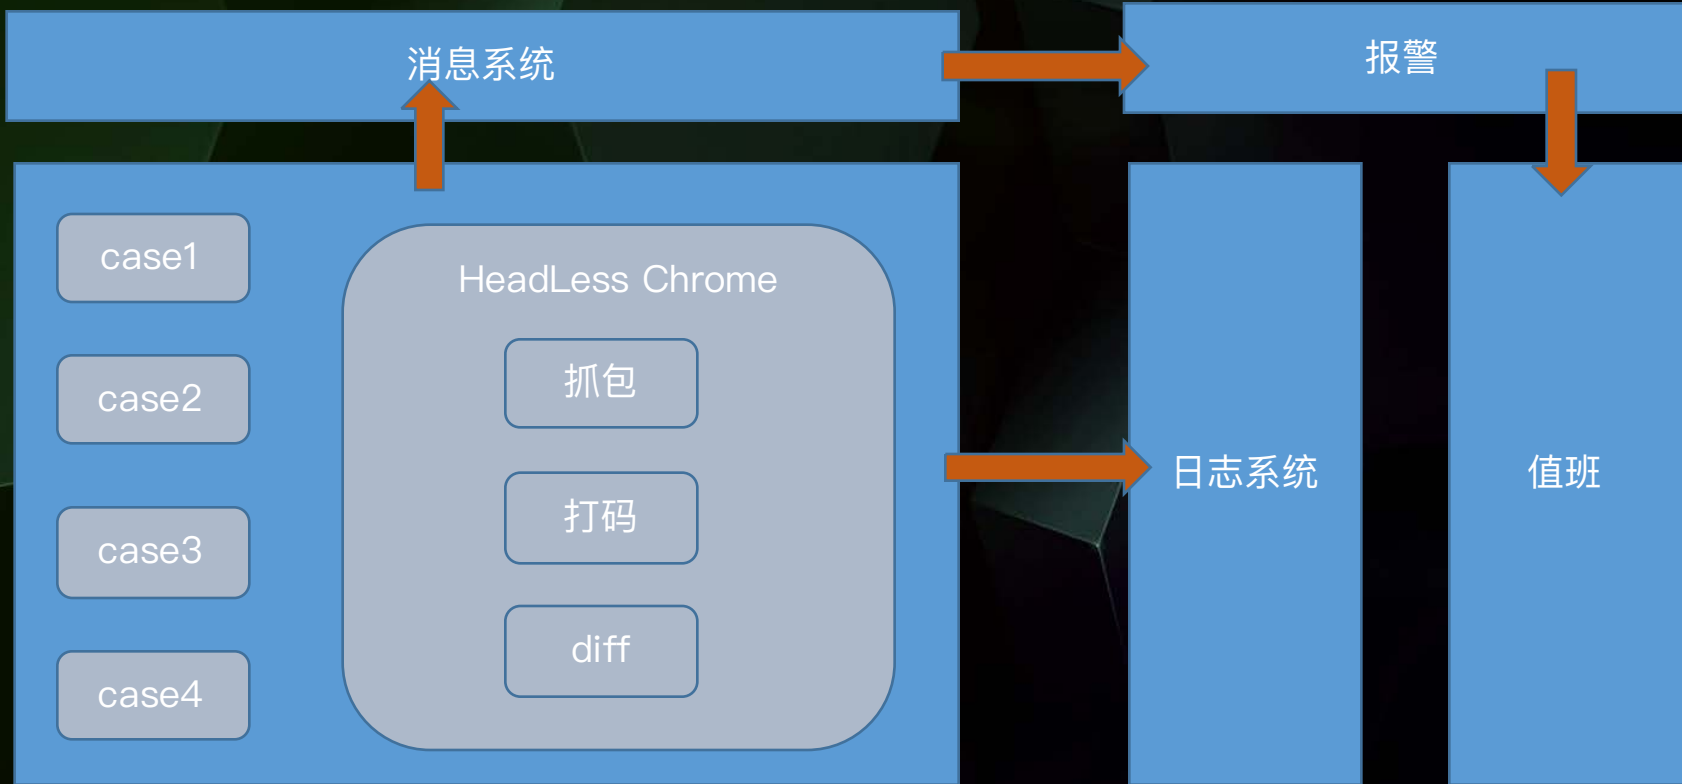 消息系统
报警
case1
case2
case3
case4
HeadLess Chrome
抓包
打码
diff
日志系统
值班